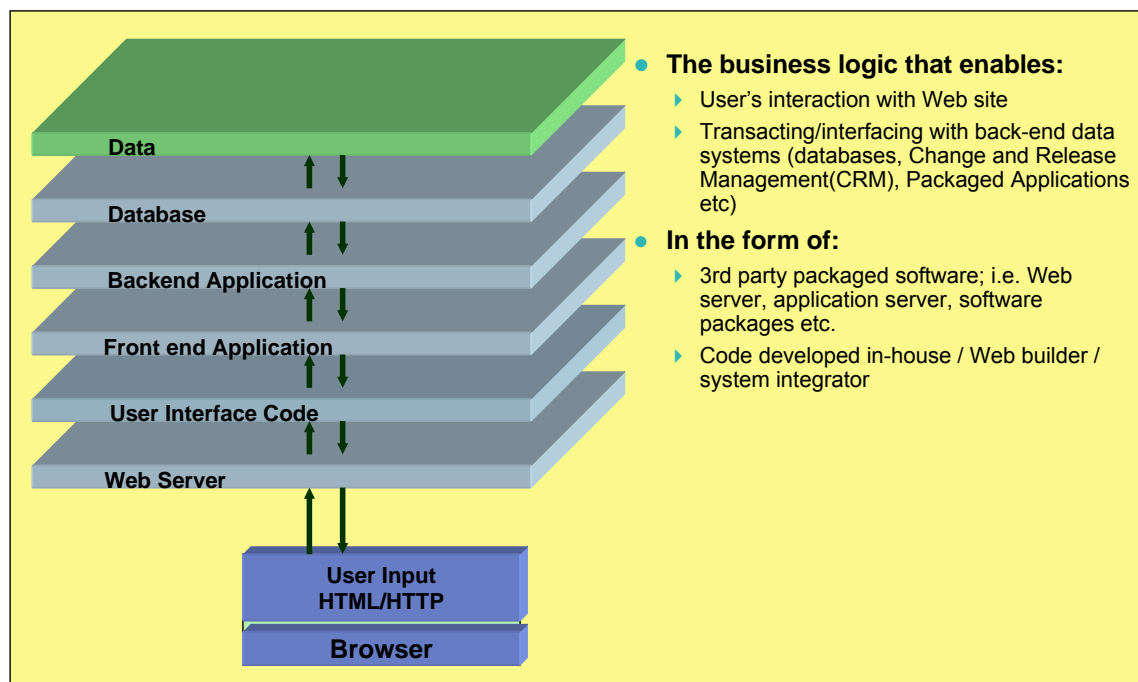 Data
Database
Backend Application
Front end Application
User Interface Code
Web Server
User Input
HTML/HTTP
Browser
The business logic that enables:
User’s interaction with Web site
Transacting/interfacing with back-end data
systems (databases, Change and Release
Management(CRM), Packaged Applications
etc)
In the form of:
3rd party packaged software; i.e. Web
server, application server, software
packages etc.
Code developed in-house / Web builder /
system integrator